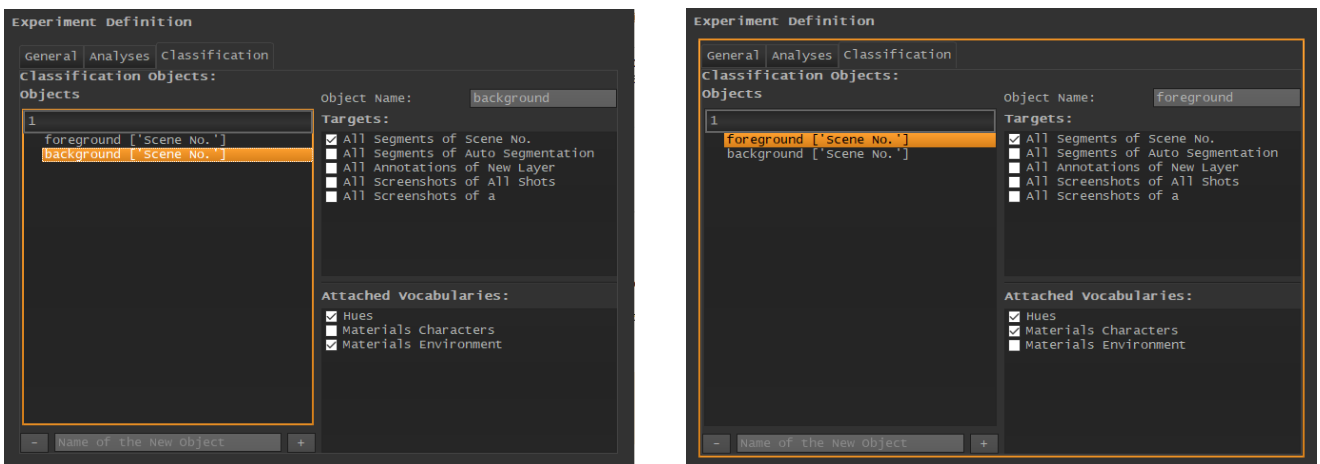 Experiment Definition
General Analyses Classification
Classification Objects:
Objects
Object Name: background
1
Targets:
foreground ['Scene No.']
background ['Scene No.']
All Segments of Scene No.
All Segments of Auto Segmentation
All Annotations of New Layer
All Screenshots of All Shots
All Screenshots of a
Attached Vocabularies:
Hues
Materials Characters
Materials Environment
- Name of the New Object +
Experiment Definition
General Analyses Classification
Classification Objects:
Objects
Object Name: foreground
1
Targets:
foreground ['Scene No.']
background ['Scene No.']
All Segments of Scene No.
All Segments of Auto Segmentation
All Annotations of New Layer
All Screenshots of All Shots
All Screenshots of a
Attached Vocabularies:
Hues
Materials Characters
Materials Environment
- Name of the New Object +